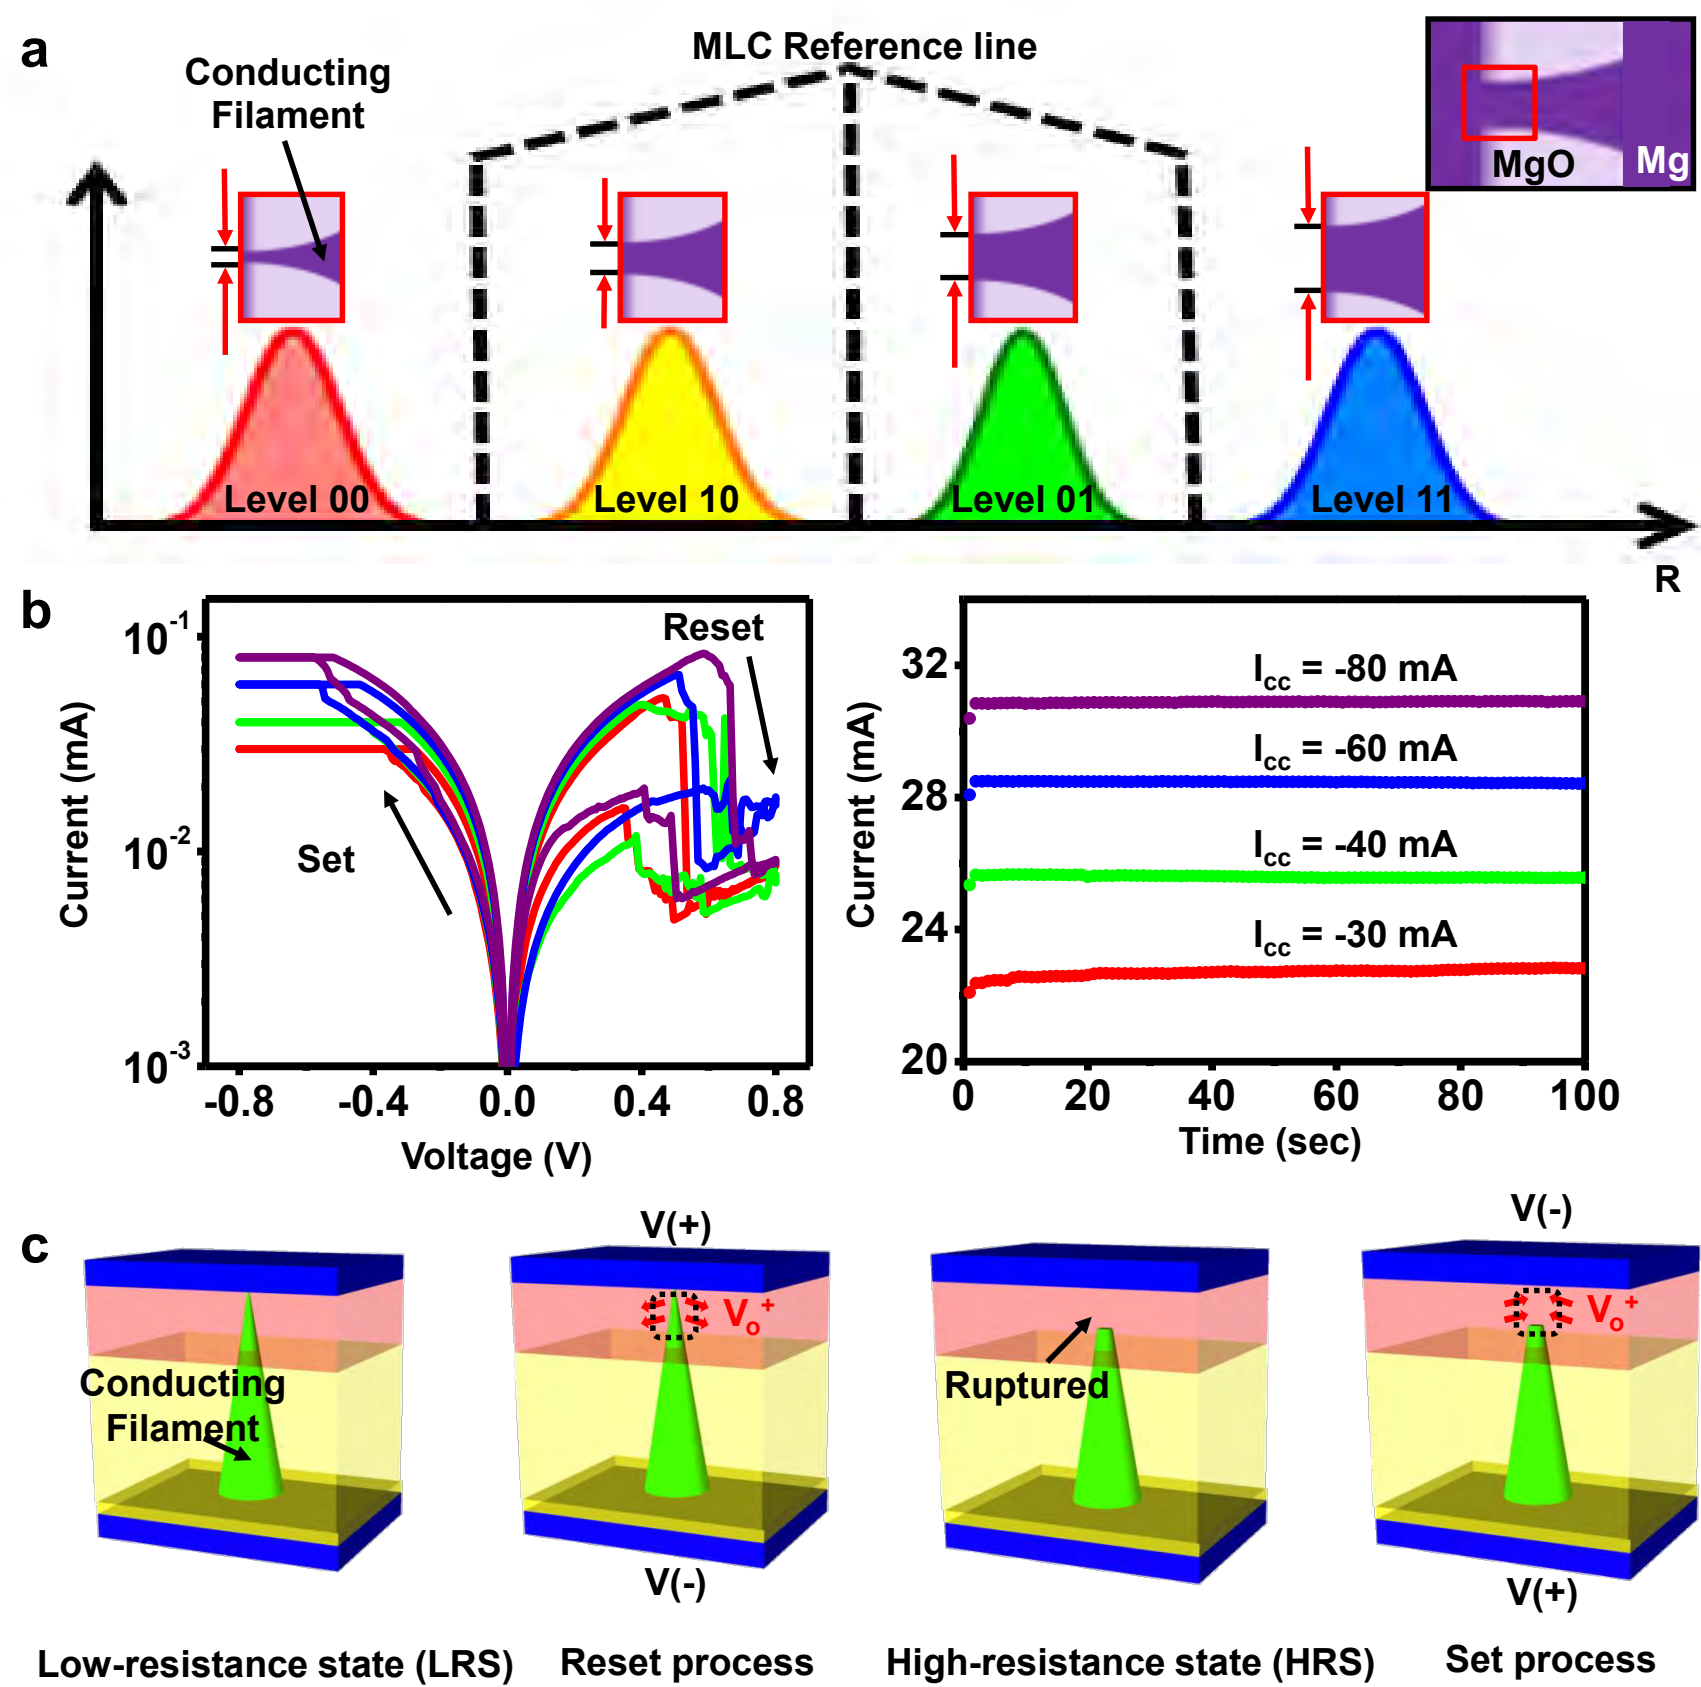 a
MLC Reference line
Conducting
Filament
MgO
Mg
Level 00
Level 10
Level 01
Level 11
R
b
10-1
10-2
10-3
Current (mA)
Reset
Set
-0.8
-0.4
0.0
0.4
0.8
Voltage (V)
32
28
24
20
Current (mA)
Icc = -80 mA
Icc = -60 mA
Icc = -40 mA
Icc = -30 mA
0
20
40
60
80
100
Time (sec)
c
V(+)
V(-)
Vo+
Vo+
Conducting
Filament
Ruptured
V(-)
V(+)
Low-resistance state (LRS)
Reset process
High-resistance state (HRS)
Set process